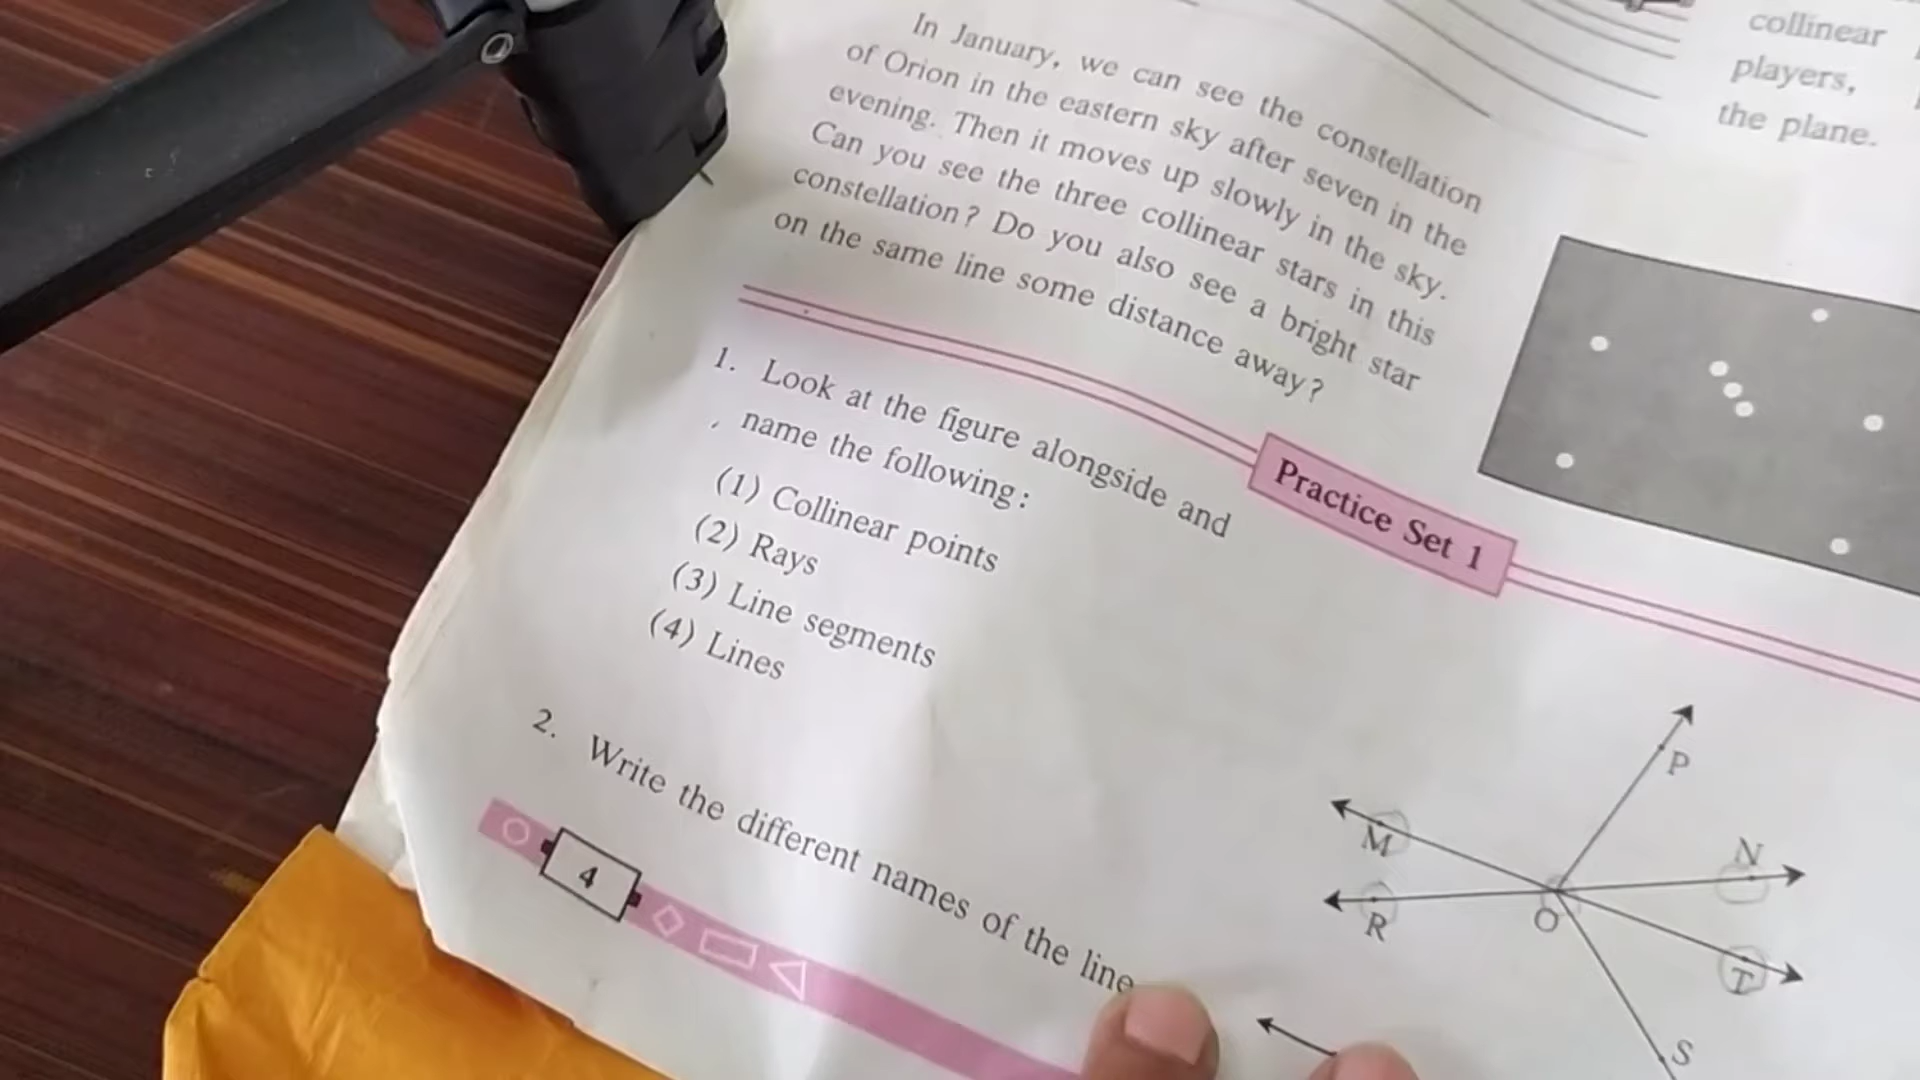 collinear
players,
the plane.
In January, we can see the constellation
of Orion in the eastern sky after seven in the
evening. Then it moves up slowly in the sky.
Can you see the three collinear stars in this
constellation? Do you also see a bright star
on the same line some distance away?
Practice Set 1
1. Look at the figure alongside and
name the following:
(1) Collinear points
(2) Rays
(3) Line segments
(4) Lines
P
M
N
R
O
T
S
2. Write the different names of the line
4